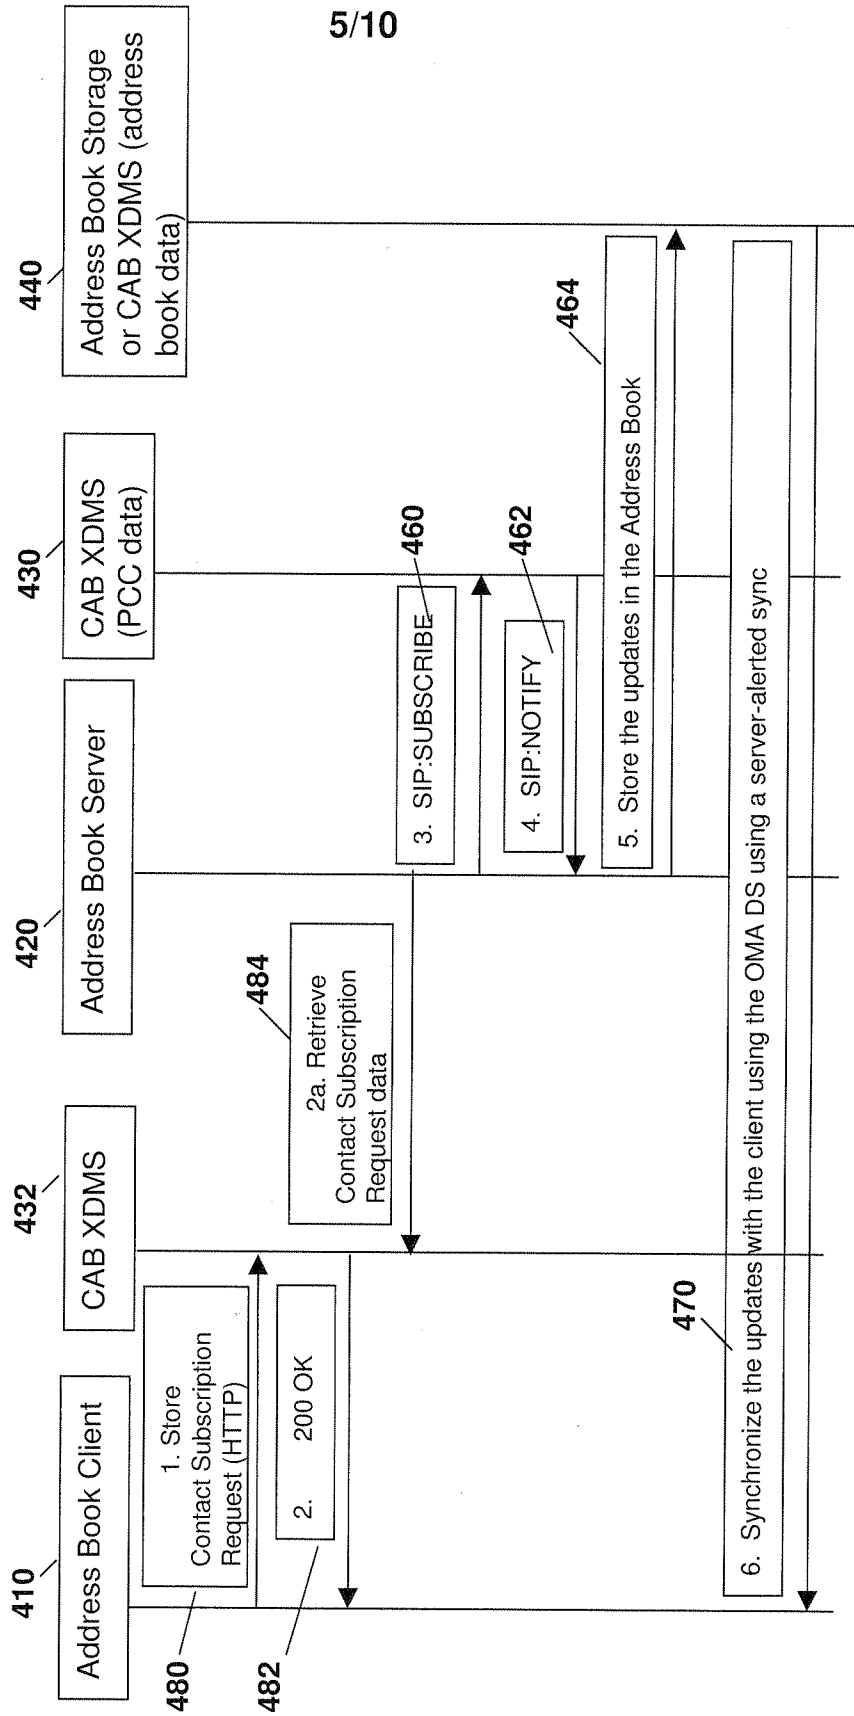 5/10
410
Address Book Client
432
CAB XDMS
420
Address Book Server
430
CAB XDMS
(PCC data)
440
Address Book Storage
or CAB XDMS (address
book data)
480
1. Store
Contact Subscription
Request (HTTP)
482
2. 200 OK
484
2a. Retrieve
Contact Subscription
Request data
3. SIP:SUBSCRIBE
460
4. SIP:NOTIFY
462
5. Store the updates in the Address Book
464
470
6. Synchronize the updates with the client using the OMA DS using a server-alerted sync